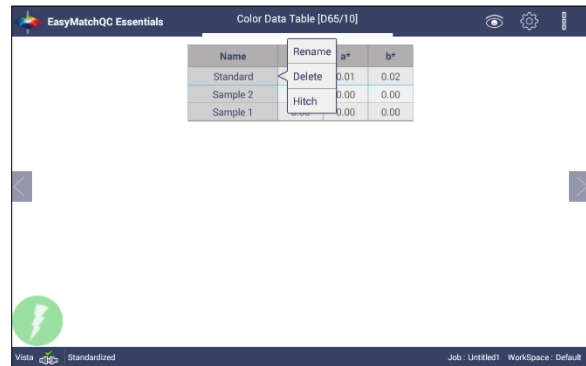 EasyMatchQC Essentials
Color Data Table [D65/10]
Name a* b*
Standard 0.01 0.02
Sample 2 0.00 0.00
Sample 1 0.00 0.00
Rename
Delete
Hitch
Vista Standardized
Job : Untitled1 WorkSpace : Default